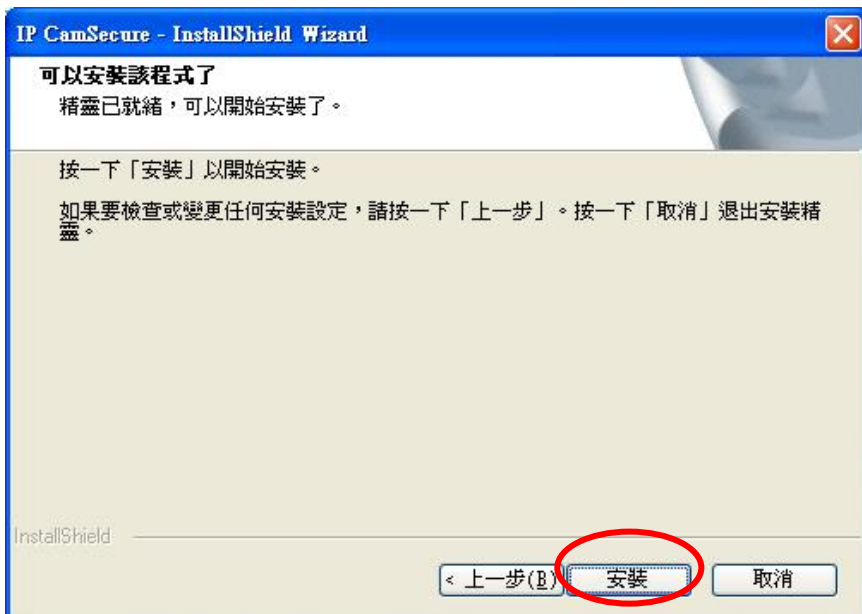 IP CamSecure - InstallShield Wizard
可以安裝該程式了
精靈已就緒，可以開始安裝了。
按一下「安裝」以開始安裝。
如果要檢查或變更任何安裝設定，請按一下「上一步」。按一下「取消」退出安裝精
靈。
InstallShield
< 上一步(B)
安裝
取消